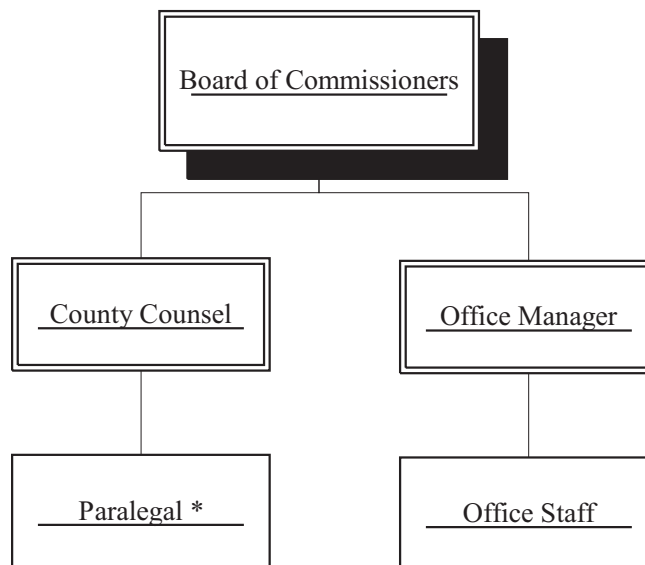 Board of Commissioners
County Counsel
Office Manager
Paralegal *
Office Staff